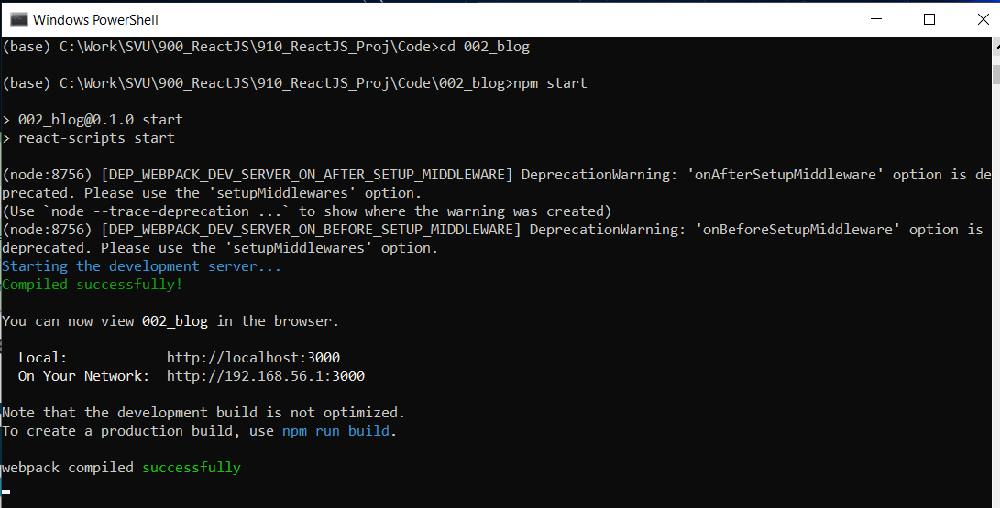 Windows PowerShell
(base) C:\Work\SVU\900_ReactJS\910_ReactJS_Proj\Code>cd 002_blog
(base) C:\Work\SVU\900_ReactJS\910_ReactJS_Proj\Code\002_blog>npm start
> 002_blog@0.1.0 start
> react-scripts start
(node:8756) [DEP_WEBPACK_DEV_SERVER_ON_AFTER_SETUP_MIDDLEWARE] DeprecationWarning: 'onAfterSetupMiddleware' option is de
precated. Please use the 'setupMiddlewares' option.
(Use `node --trace-deprecation ...` to show where the warning was created)
(node:8756) [DEP_WEBPACK_DEV_SERVER_ON_BEFORE_SETUP_MIDDLEWARE] DeprecationWarning: 'onBeforeSetupMiddleware' option is
deprecated. Please use the 'setupMiddlewares' option.
Starting the development server...
Compiled successfully!
You can now view 002_blog in the browser.
Local:            http://localhost:3000
On Your Network:  http://192.168.56.1:3000
Note that the development build is not optimized.
To create a production build, use npm run build.
webpack compiled successfully